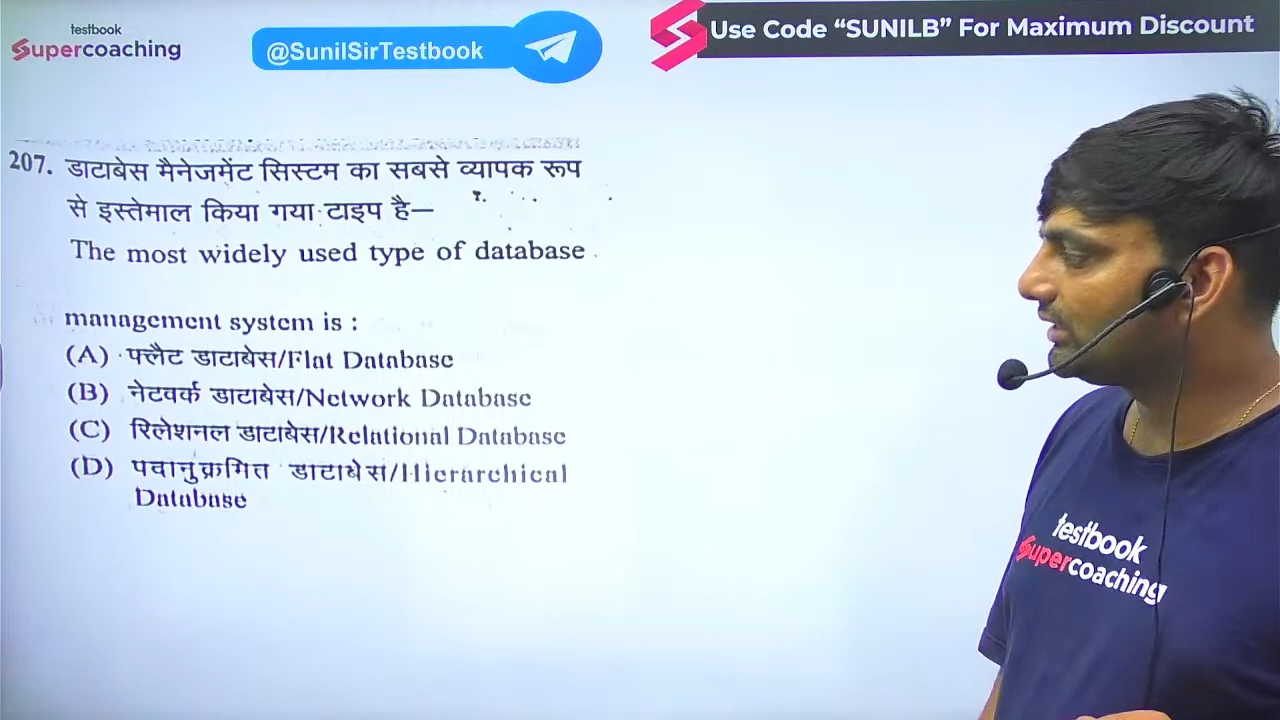 testbook
Supercoaching
@SunilSirTestbook
Use Code “SUNILB” For Maximum Discount
207. डाटाबेस मैनेजमेंट सिस्टम का सबसे व्यापक रूप
से इस्तेमाल किया गया टाइप है—
The most widely used type of database
management system is :
(A) फ्लैट डाटाबेस/Flat Database
(B) नेटवर्क डाटाबेस/Network Database
(C) रिलेशनल डाटाबेस/Relational Database
(D) पदानुक्रमित डाटाबेस/Hierarchical
Database
testbook
Supercoaching